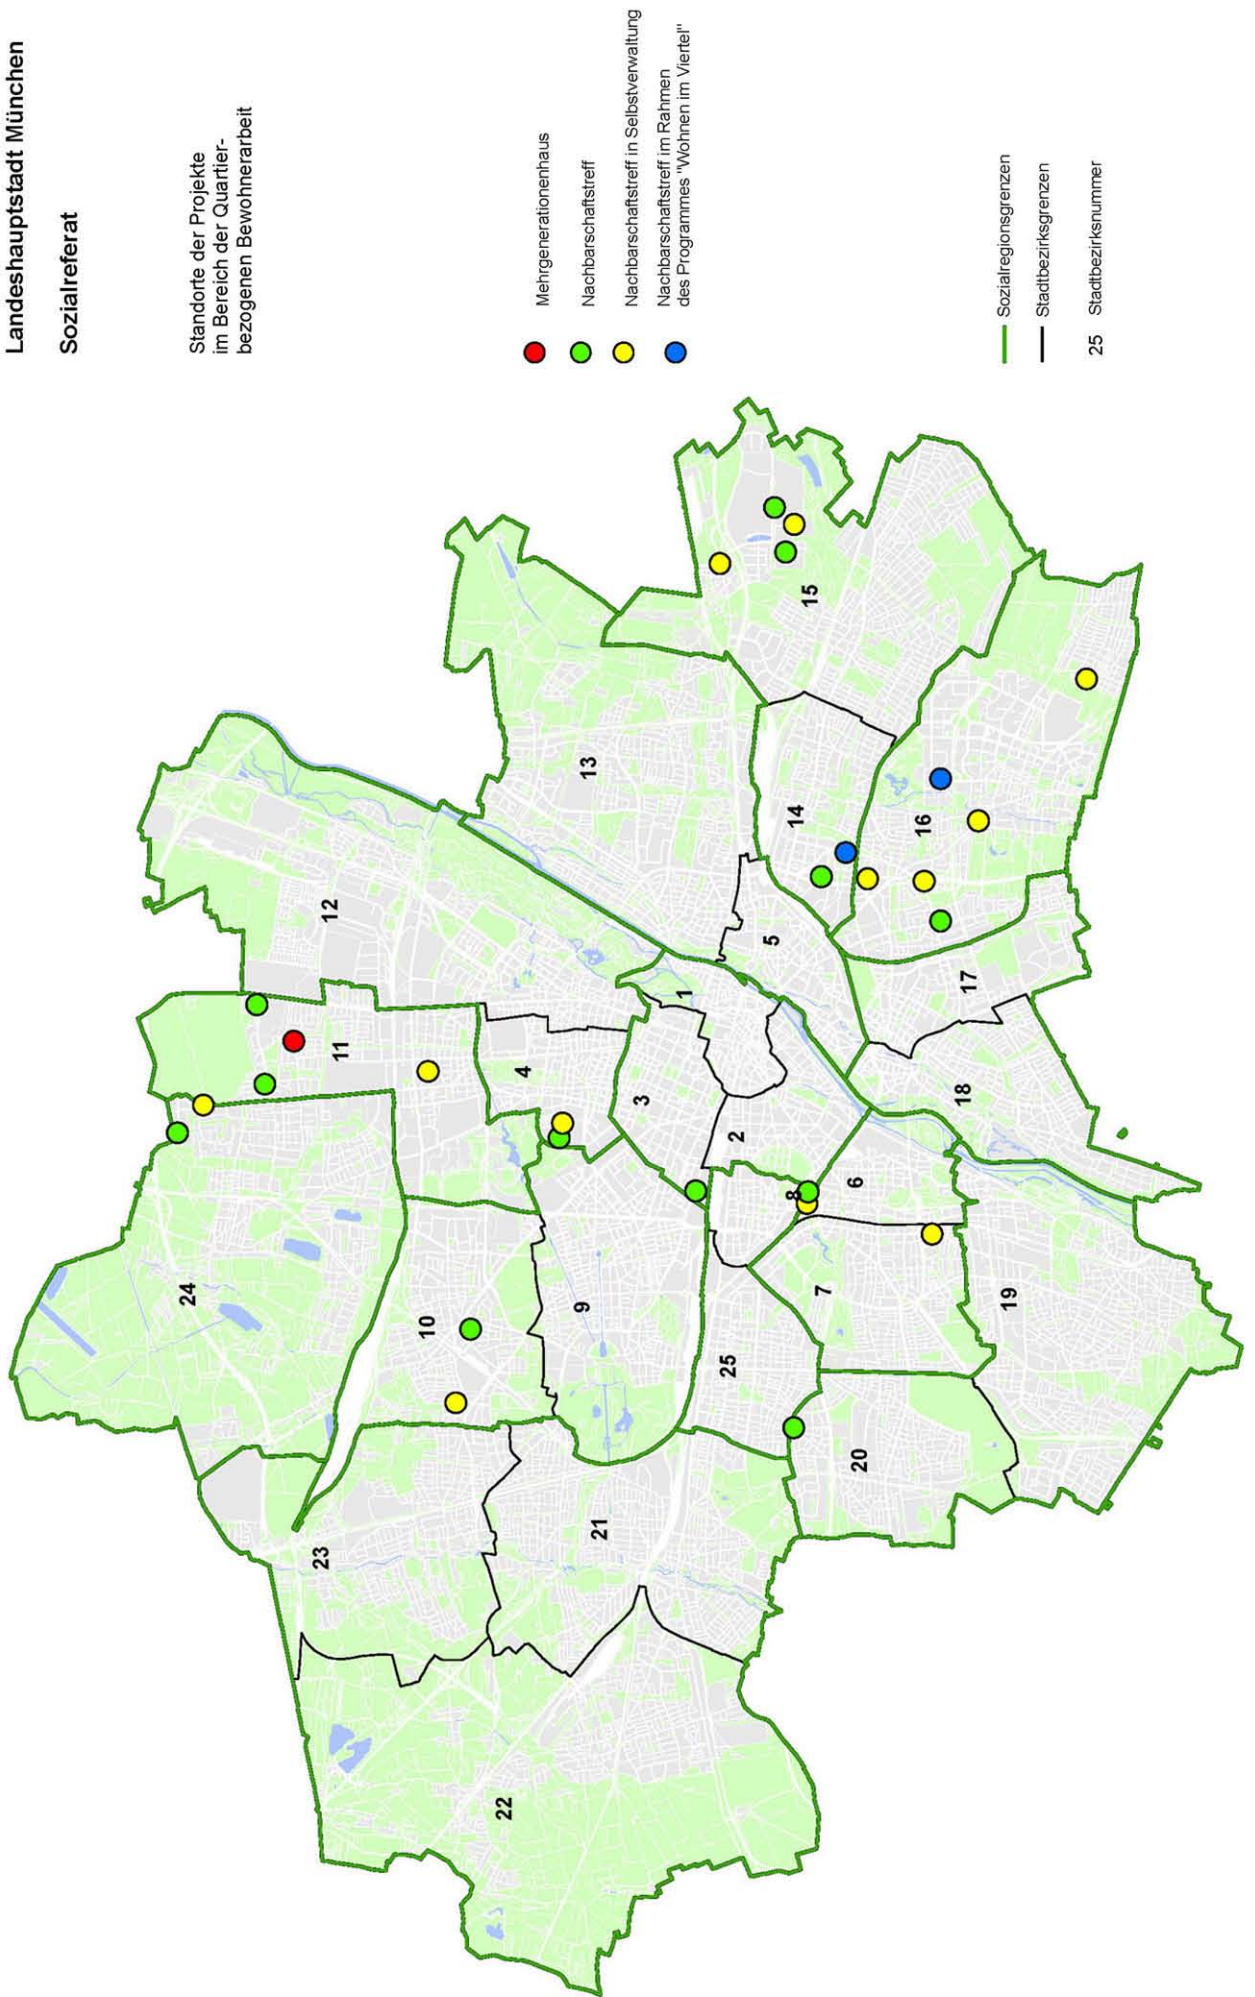 Landeshauptstadt München
Sozialreferat
Standorte der Projekte
im Bereich der Quartier-
bezogenen Bewohnerarbeit
Mehrgenerationenhaus
Nachbarschaftstreff
Nachbarschaftstreff in Selbstverwaltung
Nachbarschaftstreff im Rahmen
des Programmes "Wohnen im Viertel"
Sozialregionsgrenzen
Stadtbezirksgrenzen
25 Stadtbezirksnummer
24
11
12
23
10
4
13
22
21
9
3
1
25
2
5
14
15
8
7
6
20
16
19
18
17